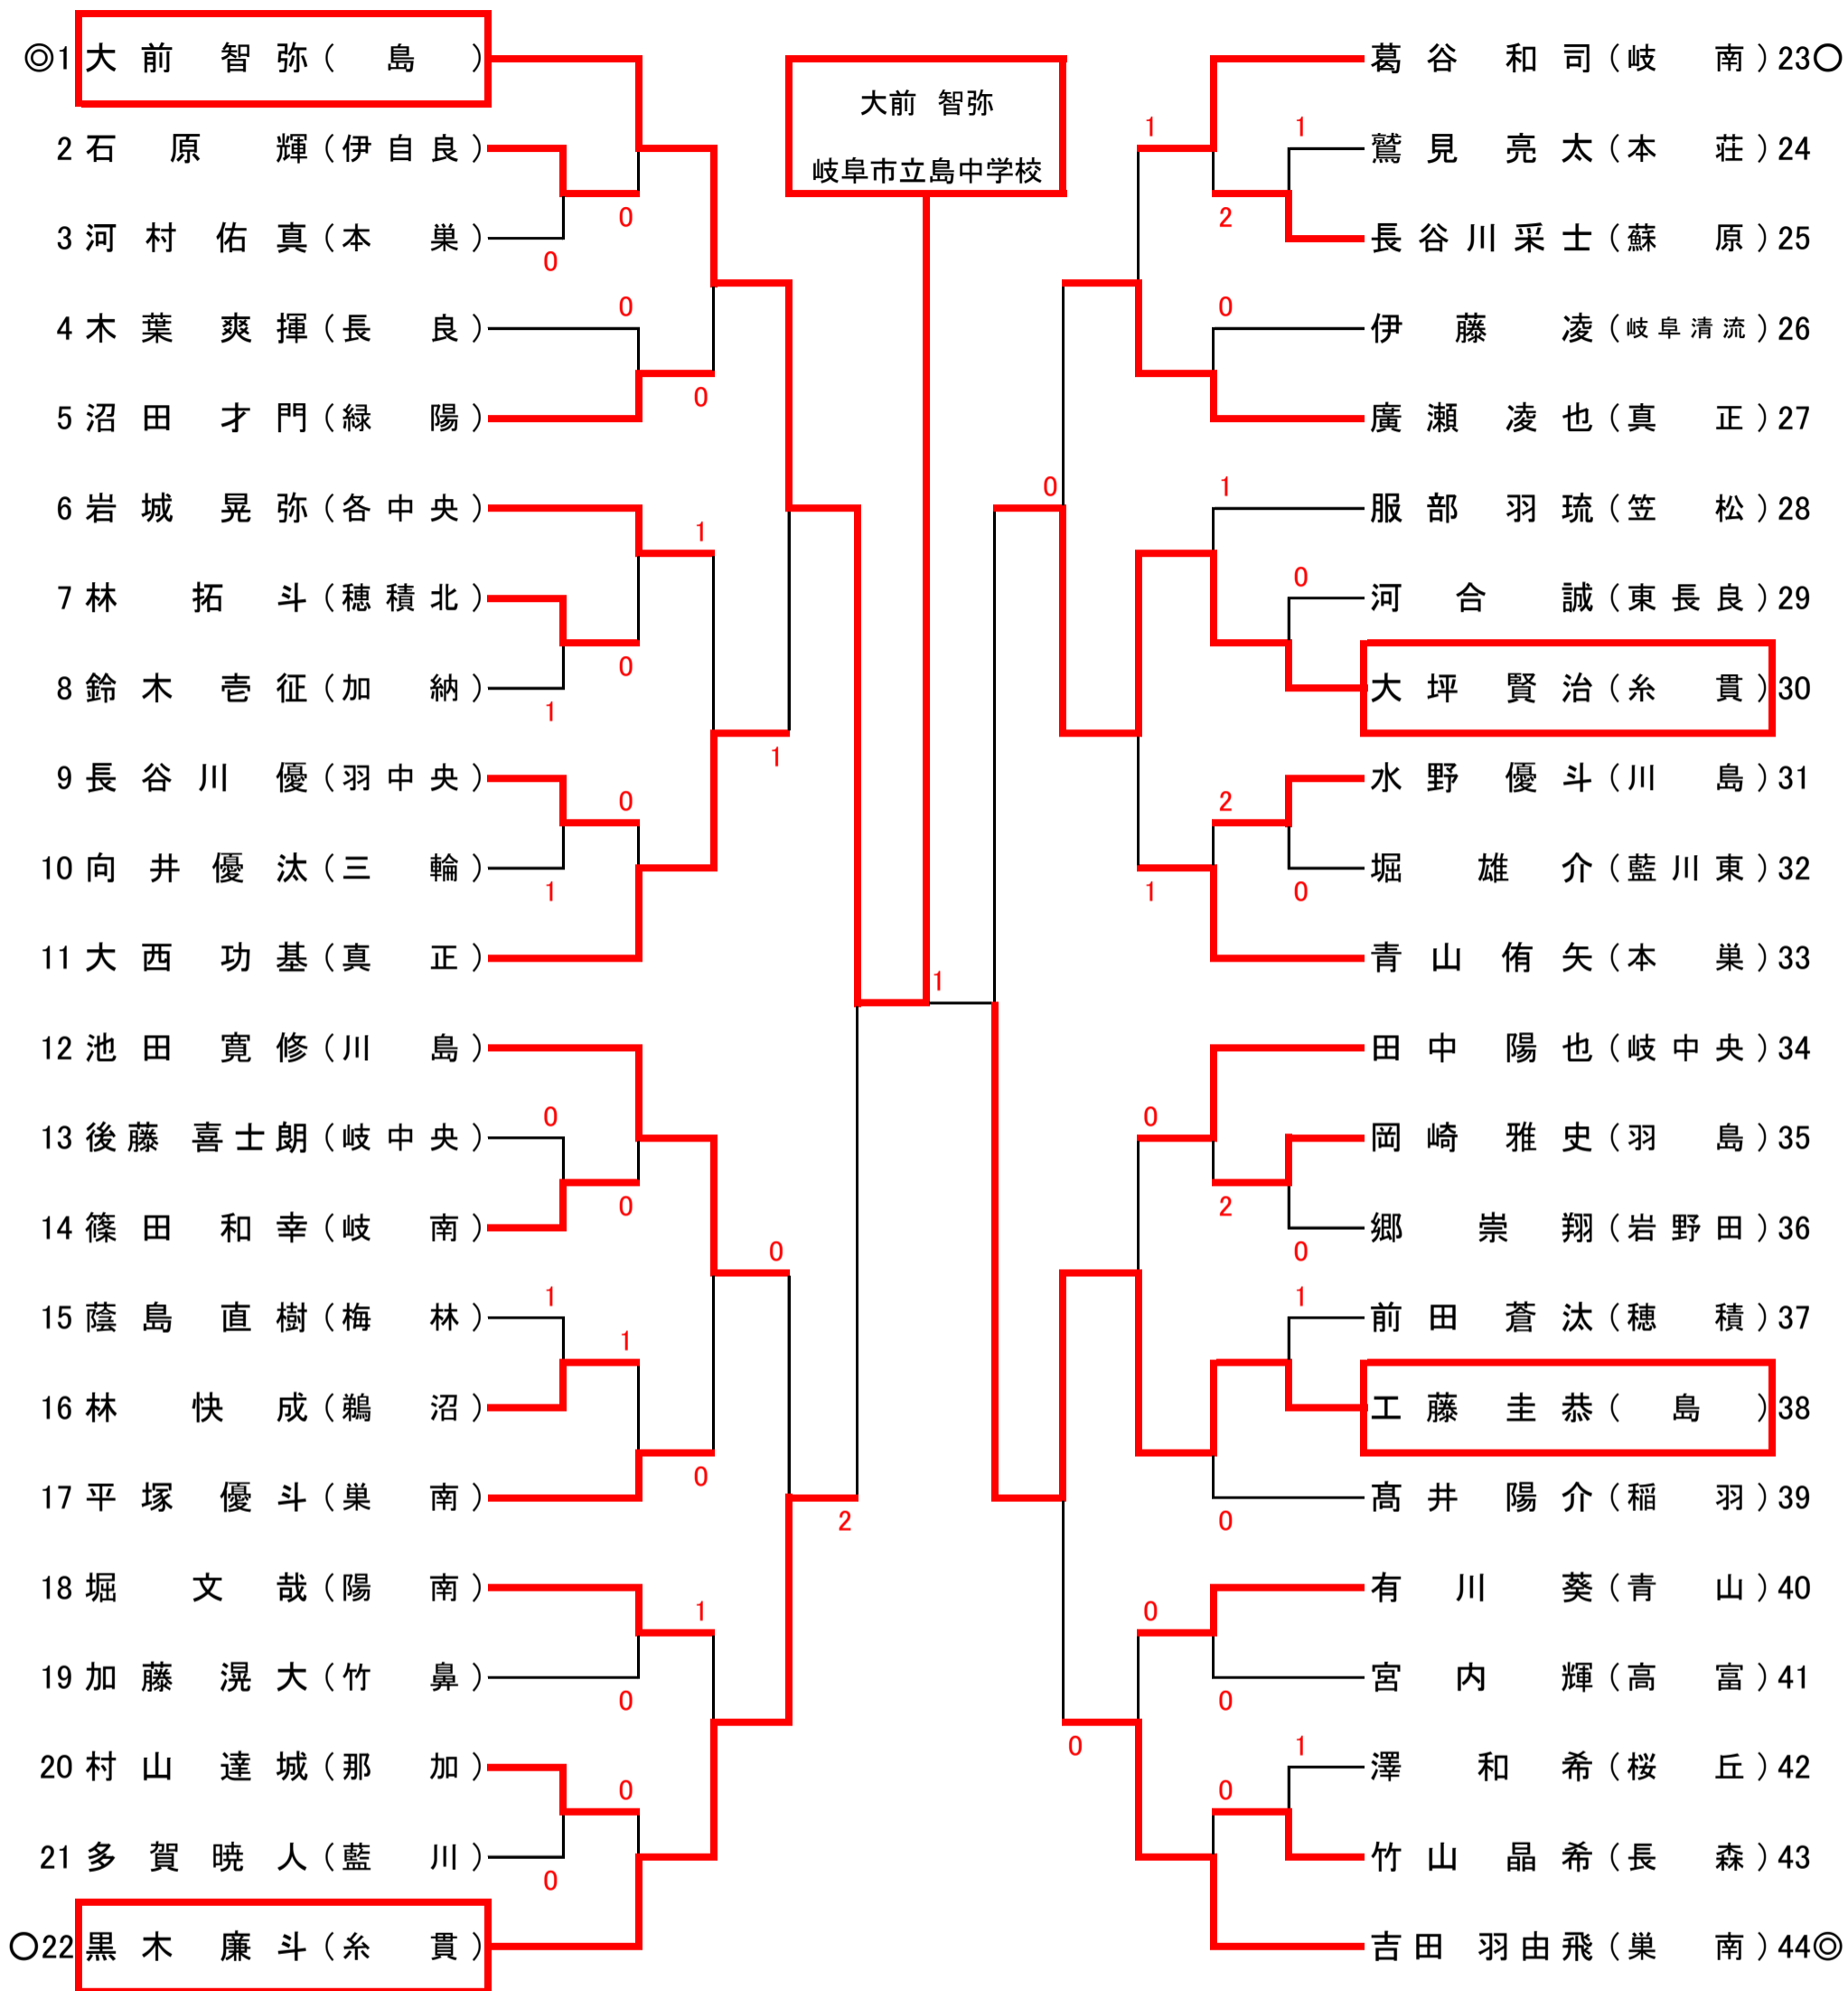 ◎1 大前 智弥(島)
2 石原 輝(伊自良)
0
3 河村佑真(本巣)
0
0
4 木葉爽揮(長良)
0
5 沼田才門(緑陽)
6 岩城晃弥(各中央)
1
7 林 拓斗(穂積北)
0
8 鈴木壱征(加納)
1
1
9 長谷川優(羽中央)
0
10 向井優汰(三輪)
1
11 大西功基(真正)
12 池田寛修(川島)
0
13 後藤喜士朗(岐中央)
0
14 篠田和幸(岐南)
0
1
15 蔭島直樹(梅林)
1
16 林 快成(鵜沼)
0
17 平塚優斗(巣南)
2
18 堀 文哉(陽南)
1
19 加藤滉大(竹鼻)
0
20 村山達城(那加)
0
21 多賀暁人(藍川)
0
○22 黒木廉斗(糸貫)
大前 智弥
岐阜市立島中学校
1
葛谷和司(岐南)23○
1
1
鷲見亮太(本荘)24
2
長谷川采士(蘇原)25
0
伊藤 凌(岐阜清流)26
廣瀬凌也(真正)27
0
1
服部羽琉(笠松)28
0
河合 誠(東長良)29
大坪賢治(糸貫)30
水野優斗(川島)31
2
堀 雄介(藍川東)32
1
0
青山侑矢(本巣)33
田中陽也(岐中央)34
0
岡崎雅史(羽島)35
2
郷 崇翔(岩野田)36
0
1
前田蒼汰(穂積)37
工藤圭恭(島)38
髙井陽介(稲羽)39
0
有川 葵(青山)40
0
宮内 輝(高富)41
0
0
1
澤 和希(桜丘)42
0
竹山晶希(長森)43
吉田羽由飛(巣南)44◎